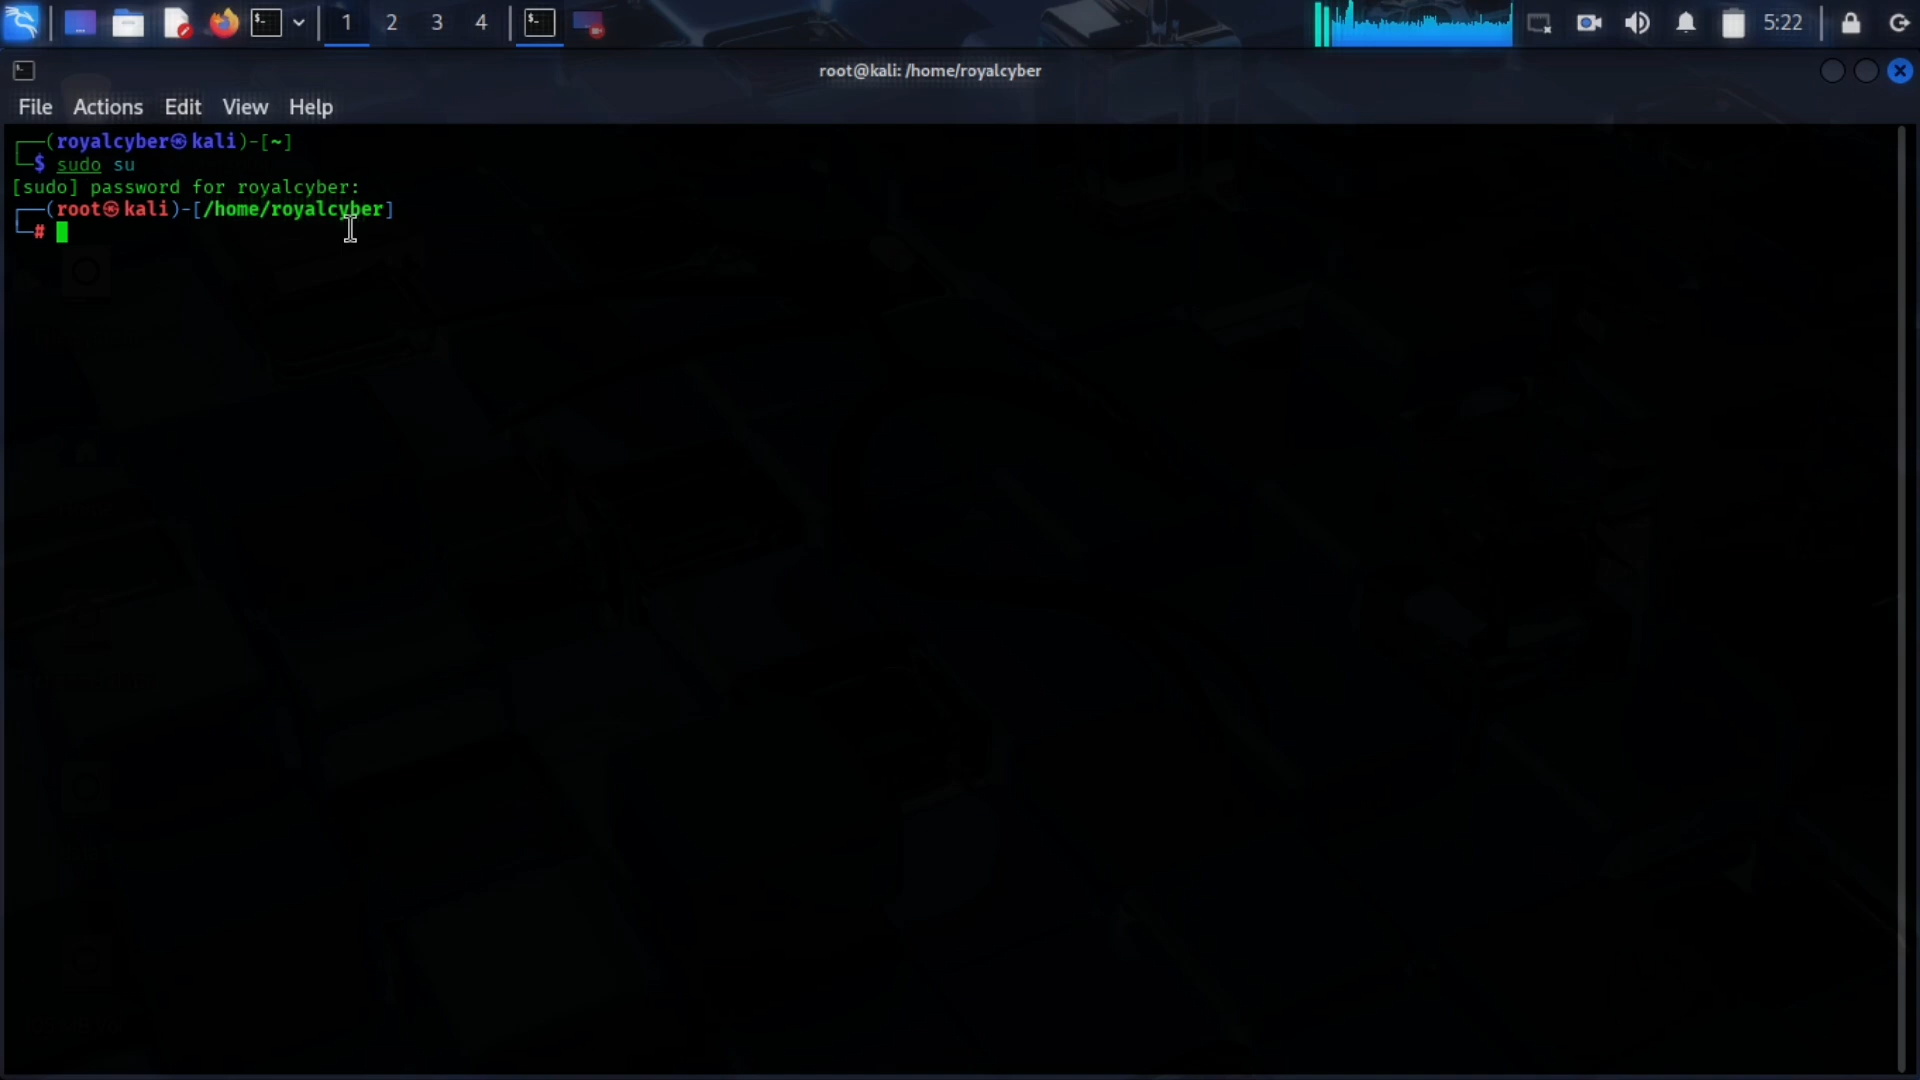 1 2 3 4 5:22
root@kali: /home/royalcyber
File Actions Edit View Help
┌──(royalcyber㉿kali)-[~]
└─$ sudo su
[sudo] password for royalcyber:
┌──(root㉿kali)-[/home/royalcyber]
└─#